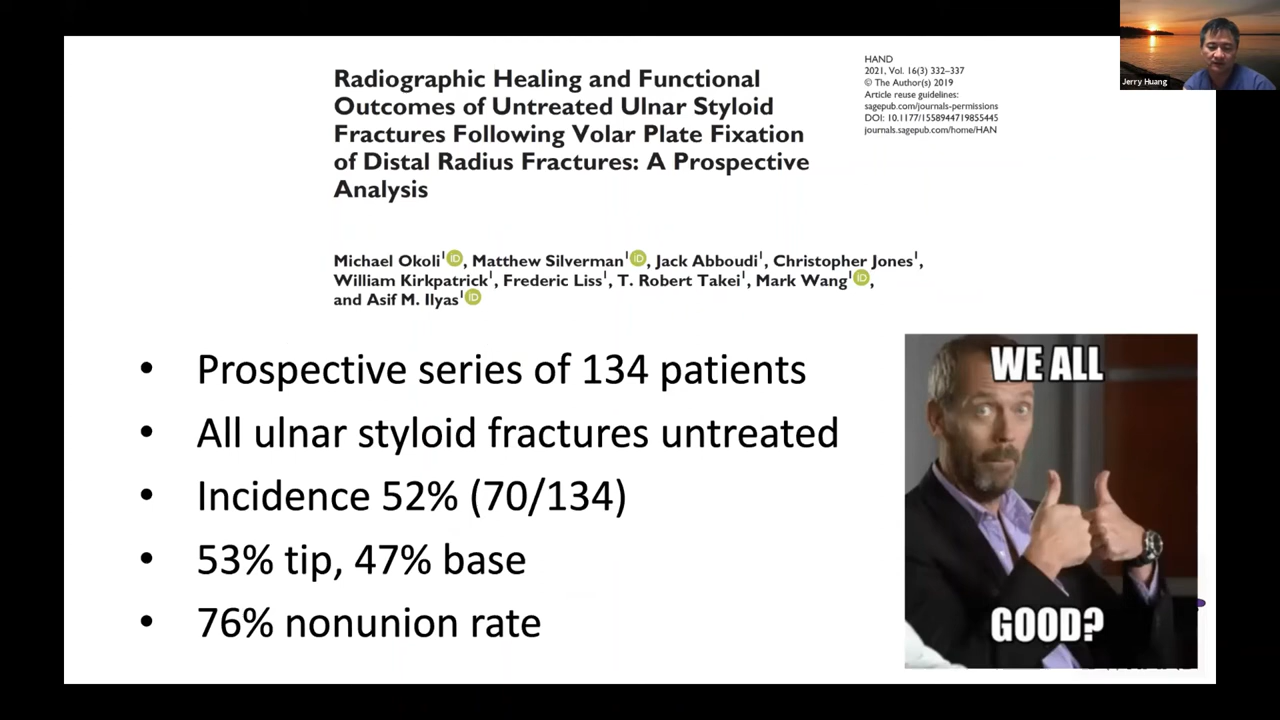 Radiographic Healing and Functional
Outcomes of Untreated Ulnar Styloid
Fractures Following Volar Plate Fixation
of Distal Radius Fractures: A Prospective
Analysis
HAND
2021, Vol. 16(3) 332–337
© The Author(s) 2019
Article reuse guidelines:
sagepub.com/journals-permissions
DOI: 10.1177/1558944719855445
journals.sagepub.com/home/HAN
Jerry Huang
Michael Okoli1 iD, Matthew Silverman1 iD, Jack Abboudi1, Christopher Jones1,
William Kirkpatrick1, Frederic Liss1, T. Robert Takei1, Mark Wang1 iD,
and Asif M. Ilyas1 iD
• Prospective series of 134 patients
• All ulnar styloid fractures untreated
• Incidence 52% (70/134)
• 53% tip, 47% base
• 76% nonunion rate
WE ALL
GOOD?